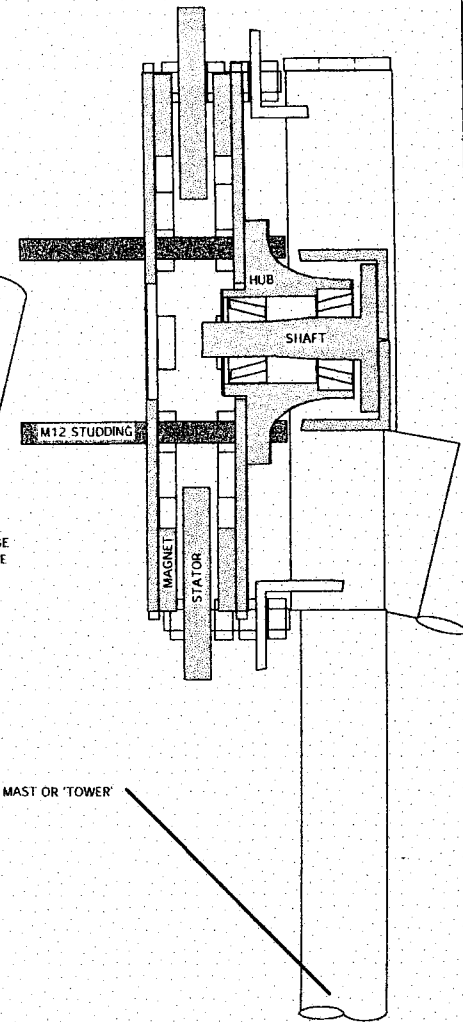 HUB
SHAFT
M12 STUDDING
MAGNET
STATOR
MAST OR 'TOWER'